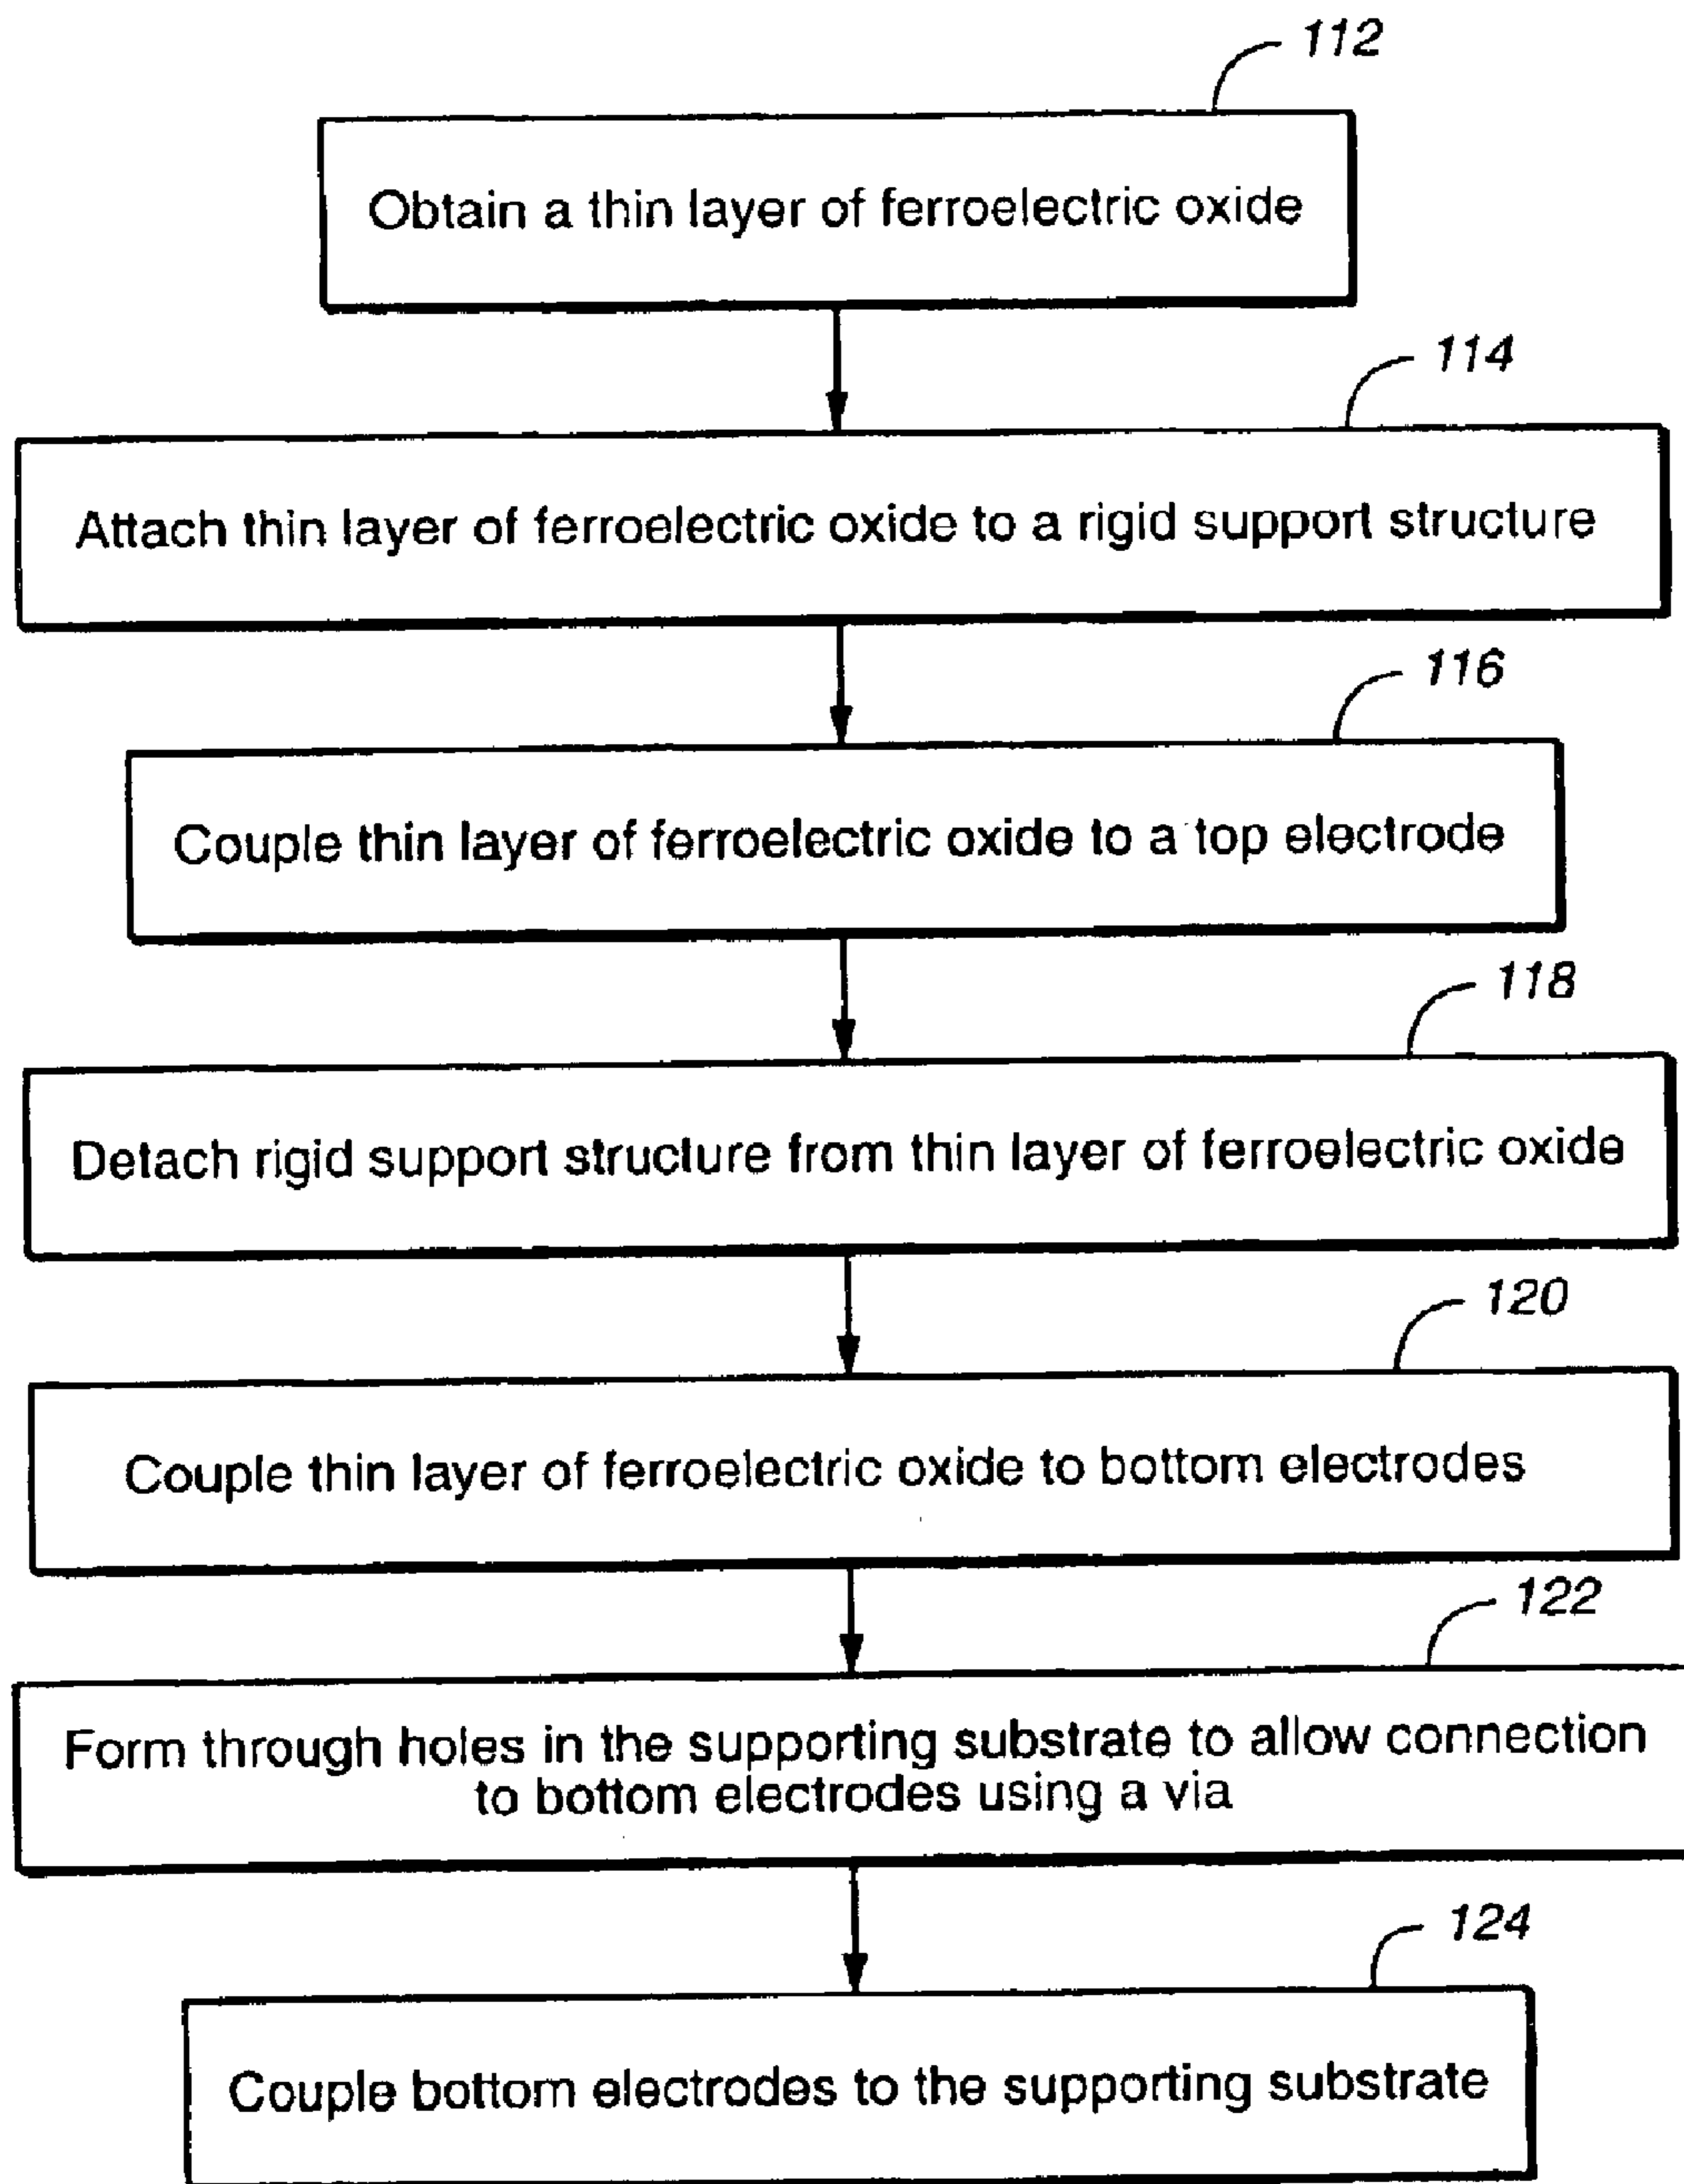 112
Obtain a thin layer of ferroelectric oxide
114
Attach thin layer of ferroelectric oxide to a rigid support structure
116
Couple thin layer of ferroelectric oxide to a top electrode
118
Detach rigid support structure from thin layer of ferroelectric oxide
120
Couple thin layer of ferroelectric oxide to bottom electrodes
122
Form through holes in the supporting substrate to allow connection
to bottom electrodes using a via
124
Couple bottom electrodes to the supporting substrate